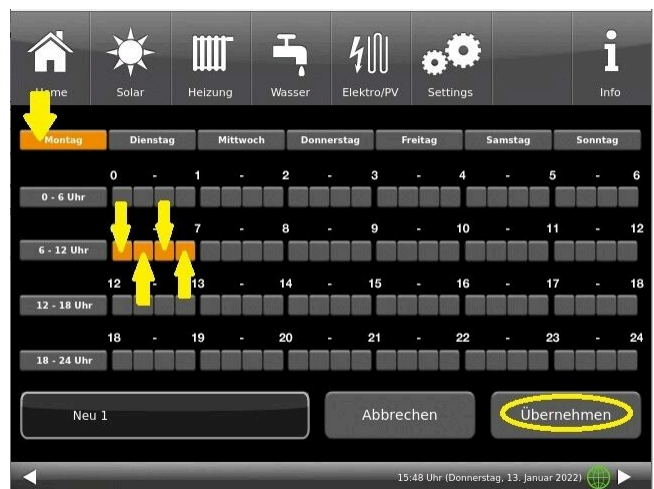 Home Solar Heizung Wasser Elektro/PV Settings Info
Montag Dienstag Mittwoch Donnerstag Freitag Samstag Sonntag
0 - 1 - 2 - 3 - 4 - 5 - 6
0 - 6 Uhr
7 - 8 - 9 - 10 - 11 - 12
6 - 12 Uhr
12 - 13 - 14 - 15 - 16 - 17 - 18
12 - 18 Uhr
18 - 19 - 20 - 21 - 22 - 23 - 24
18 - 24 Uhr
Neu 1 Abbrechen Übernehmen
15:48 Uhr (Donnerstag, 13. Januar 2022)